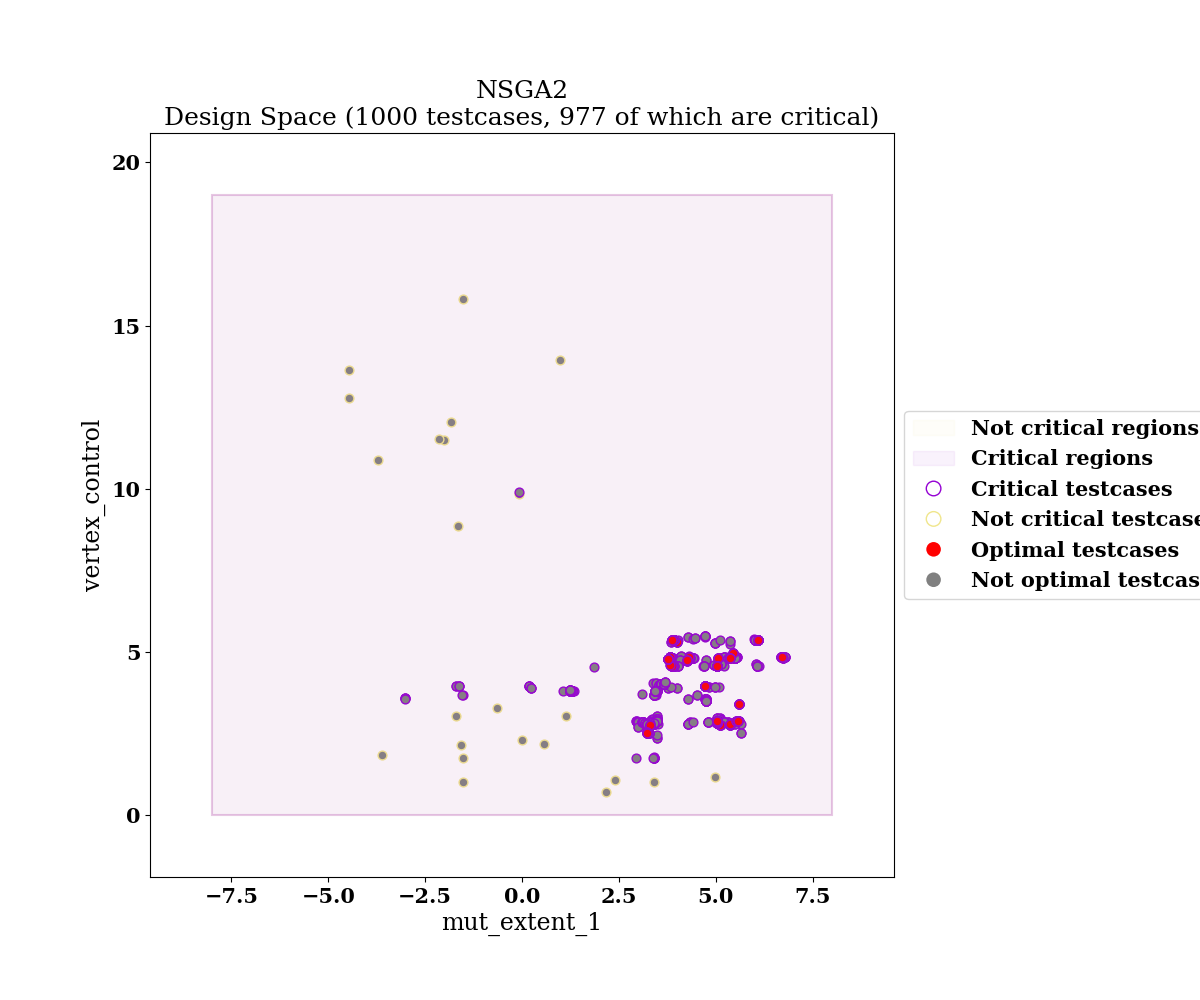 NSGA2
Design Space (1000 testcases, 977 of which are critical)
20
15
10
5
0
vertex_control
−7.5 −5.0 −2.5 0.0 2.5 5.0 7.5
mut_extent_1
Not critical regions
Critical regions
Critical testcases
Not critical testcase
Optimal testcases
Not optimal testcas